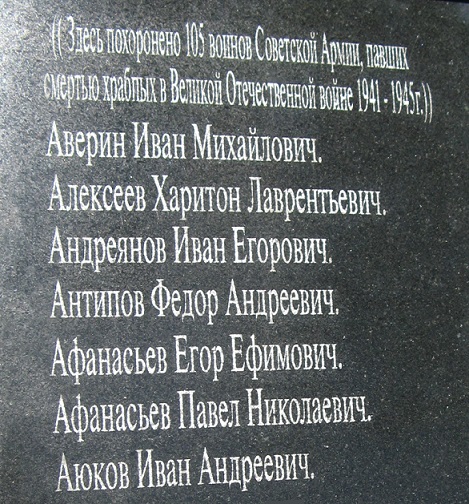 (( Здесь похоронено 105 воинов Советской Армии, павших
смертью храбрых в Великой Отечественной войне 1941 - 1945г.))
Аверин Иван Михайлович.
Алексеев Харитон Лаврентьевич.
Андреянов Иван Егорович.
Антипов Федор Андреевич.
Афанасьев Егор Ефимович.
Афанасьев Павел Николаевич.
Аюков Иван Андреевич.